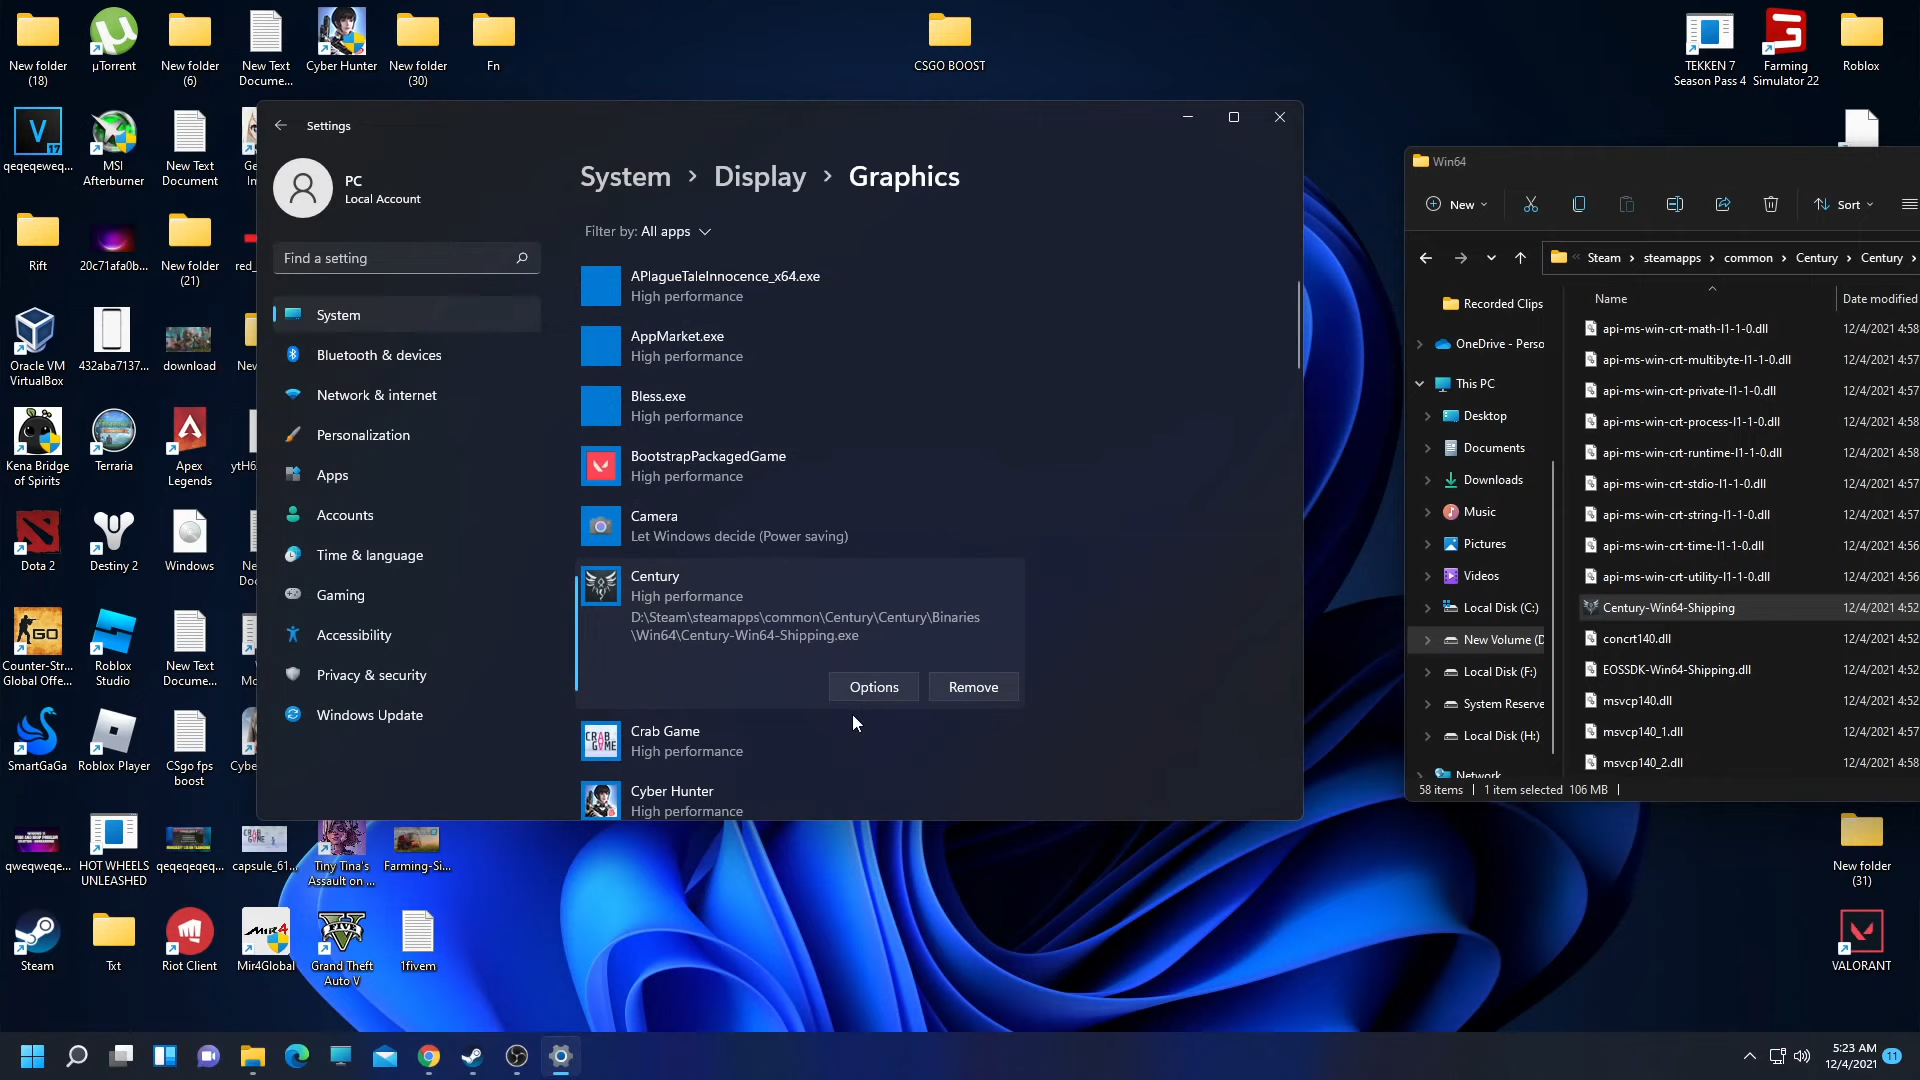 New folder
(18)
µTorrent
New folder
(6)
New Text
Docume...
Cyber Hunter
New folder
(30)
Fn
CSGO BOOST
TEKKEN 7
Season Pass 4
Farming
Simulator 22
Roblox
qeqeqeweq...
MSI
Afterburner
New Text
Document
Rift
20c71afa0b...
New folder
(21)
Oracle VM
VirtualBox
432aba7137...
download
Kena Bridge
of Spirits
Terraria
Apex
Legends
Dota 2
Destiny 2
Windows
Counter-Str...
Global Offe...
Roblox
Studio
New Text
Docume...
SmartGaGa
Roblox Player
CSgo fps
boost
qweqweqe...
HOT WHEELS
UNLEASHED
qeqeqeqeq...
capsule_61...
Tiny Tina's
Assault on ...
Farming-Si...
Steam
Txt
Riot Client
Mir4Global
Grand Theft
Auto V
1fivem
Settings
PC
Local Account
Find a setting
System
Bluetooth & devices
Network & internet
Personalization
Apps
Accounts
Time & language
Gaming
Accessibility
Privacy & security
Windows Update
System › Display › Graphics
Filter by: All apps
APlagueTaleInnocence_x64.exe
High performance
AppMarket.exe
High performance
Bless.exe
High performance
BootstrapPackagedGame
High performance
Camera
Let Windows decide (Power saving)
Century
High performance
D:\Steam\steamapps\common\Century\Century\Binaries
\Win64\Century-Win64-Shipping.exe
Options
Remove
Crab Game
High performance
Cyber Hunter
High performance
Win64
New
Sort
Steam › steamapps › common › Century › Century ›
Name
Date modified
Recorded Clips
OneDrive - Perso
This PC
Desktop
Documents
Downloads
Music
Pictures
Videos
Local Disk (C:)
New Volume (D
Local Disk (F:)
System Reserve
Local Disk (H:)
Network
api-ms-win-crt-math-l1-1-0.dll 12/4/2021 4:58
api-ms-win-crt-multibyte-l1-1-0.dll 12/4/2021 4:57
api-ms-win-crt-private-l1-1-0.dll 12/4/2021 4:57
api-ms-win-crt-process-l1-1-0.dll 12/4/2021 4:58
api-ms-win-crt-runtime-l1-1-0.dll 12/4/2021 4:58
api-ms-win-crt-stdio-l1-1-0.dll 12/4/2021 4:57
api-ms-win-crt-string-l1-1-0.dll 12/4/2021 4:57
api-ms-win-crt-time-l1-1-0.dll 12/4/2021 4:56
api-ms-win-crt-utility-l1-1-0.dll 12/4/2021 4:56
Century-Win64-Shipping 12/4/2021 4:52
concrt140.dll 12/4/2021 4:52
EOSSDK-Win64-Shipping.dll 12/4/2021 4:52
msvcp140.dll 12/4/2021 4:52
msvcp140_1.dll 12/4/2021 4:57
msvcp140_2.dll 12/4/2021 4:58
58 items 1 item selected 106 MB
New folder
(31)
VALORANT
5:23 AM
12/4/2021
11